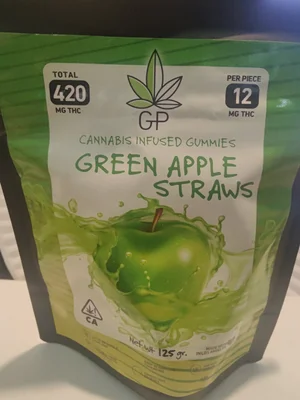 TOTAL
420
MG THC
PER PIECE
12
MG THC
GP
CANNABIS INFUSED GUMMIES
GREEN APPLE
STRAWS
CA
Net wt. 125 gr.